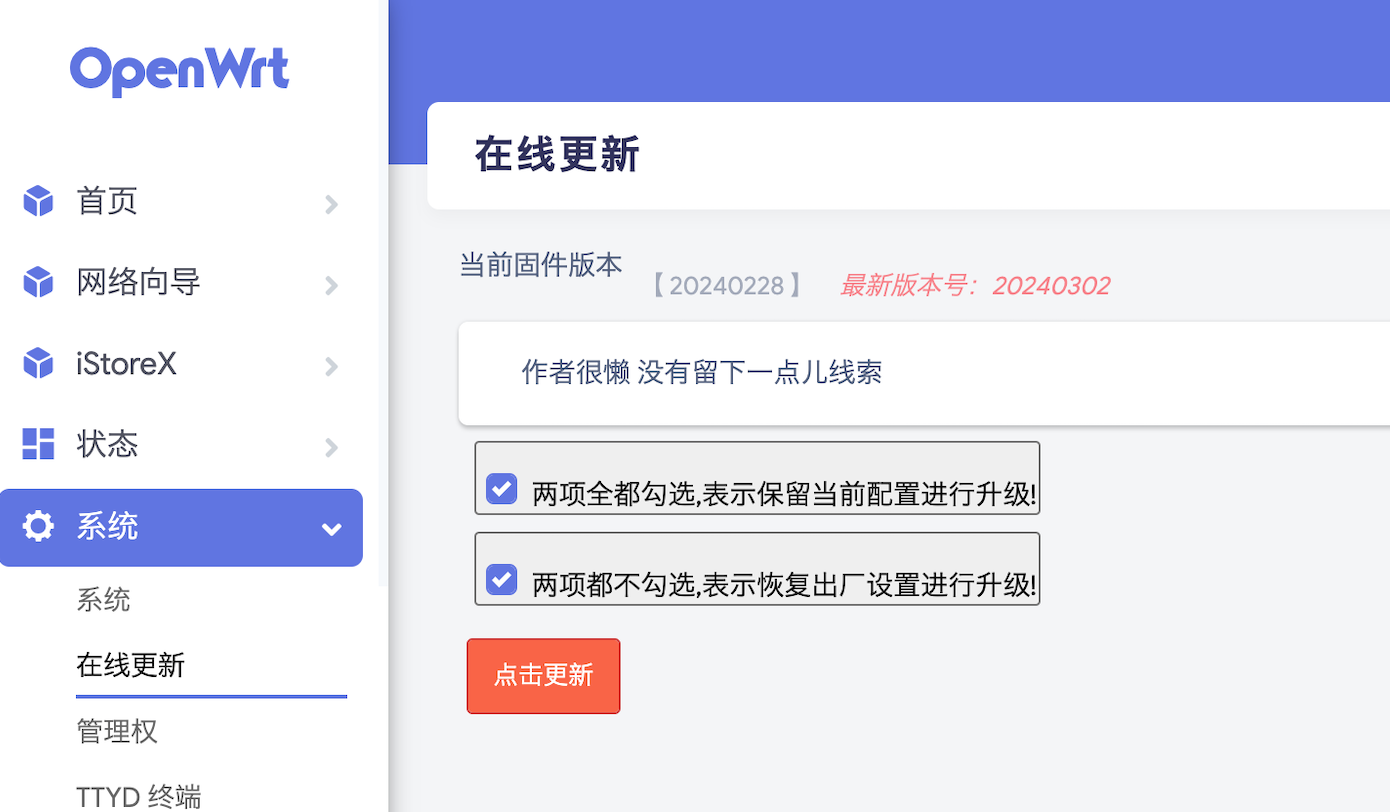 OpenWrt
首页
网络向导
iStoreX
状态
系统
系统
在线更新
管理权
TTYD 终端
在线更新
当前固件版本
【 20240228 】 最新版本号：20240302
作者很懒 没有留下一点儿线索
两项全都勾选,表示保留当前配置进行升级!
两项都不勾选,表示恢复出厂设置进行升级!
点击更新